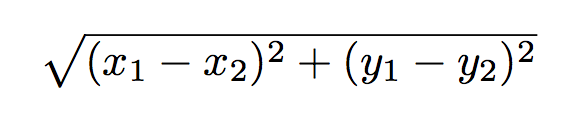 √(x₁ − x₂)² + (y₁ − y₂)²